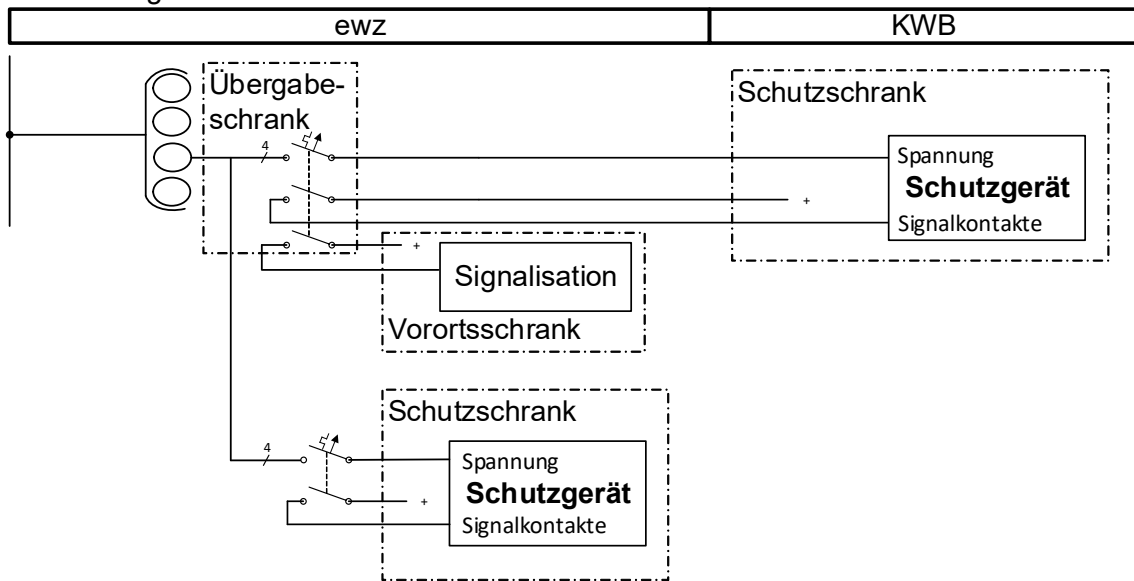 ewz
KWB
Übergabe-
schrank
4
+
+
Signalisation
Vorortsschrank
Schutzschrank
Spannung
Schutzgerät
Signalkontakte
Schutzschrank
4
+
Spannung
Schutzgerät
Signalkontakte